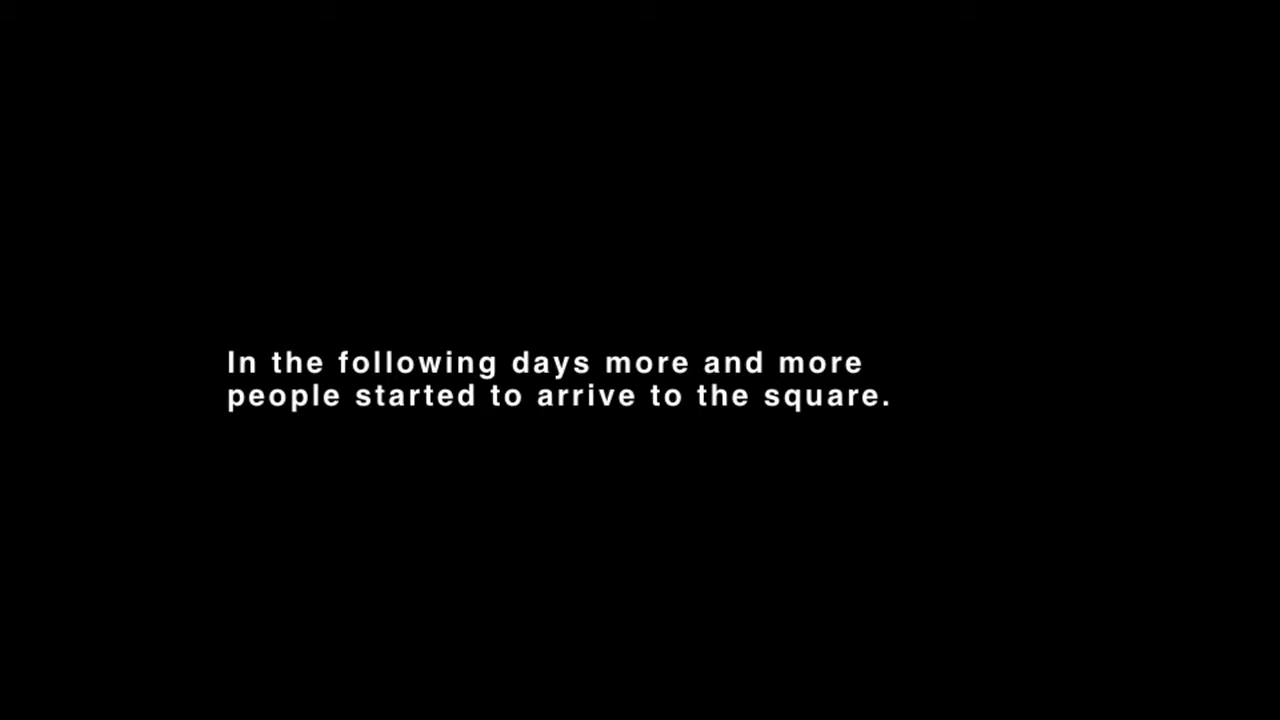 In the following days more and more
people started to arrive to the square.